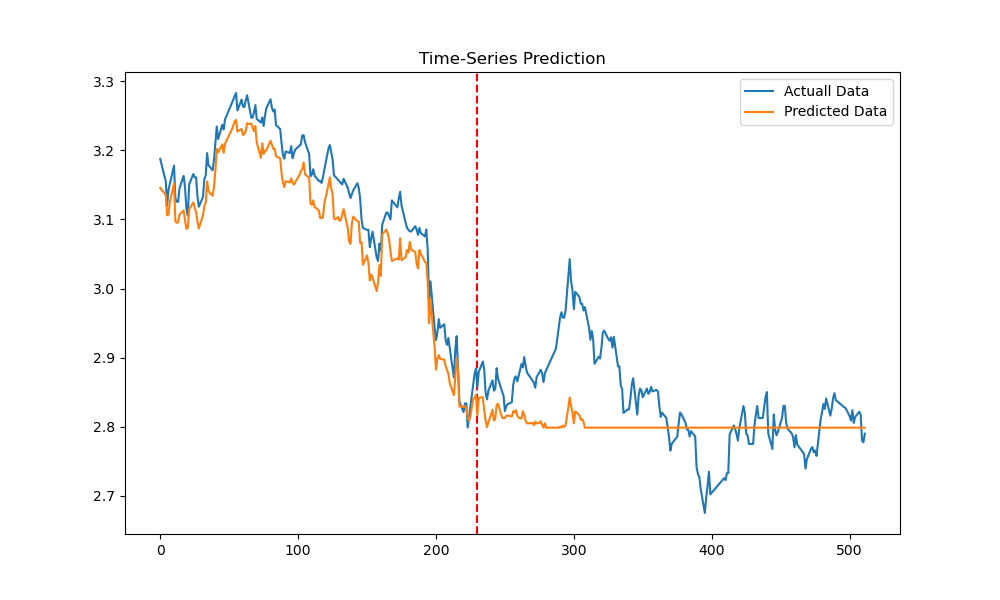 Time-Series Prediction
Actuall Data
Predicted Data
3.3
3.2
3.1
3.0
2.9
2.8
2.7
0 100 200 300 400 500